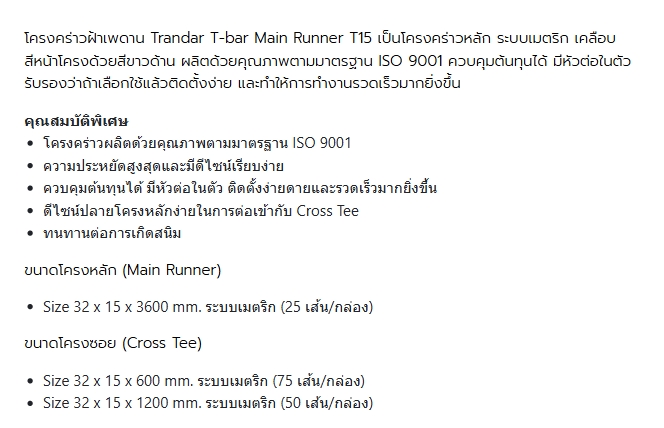 โครงคร่าวฝ้าเพดาน Trandar T-bar Main Runner T15 เป็นโครงคร่าวหลัก ระบบเมตริก เคลือบ
สีหน้าโครงด้วยสีขาวด้าน ผลิตด้วยคุณภาพตามมาตรฐาน ISO 9001 ควบคุมต้นทุนได้ มีหัวต่อในตัว
รับรองว่าถ้าเลือกใช้แล้วติดตั้งง่าย และทำให้การทำงานรวดเร็วมากยิ่งขึ้น
คุณสมบัติพิเศษ
• โครงคร่าวผลิตด้วยคุณภาพตามมาตรฐาน ISO 9001
• ความประหยัดสูงสุดและมีดีไซน์เรียบง่าย
• ควบคุมต้นทุนได้ มีหัวต่อในตัว ติดตั้งง่ายดายและรวดเร็วมากยิ่งขึ้น
• ดีไซน์ปลายโครงหลักง่ายในการต่อเข้ากับ Cross Tee
• ทนทานต่อการเกิดสนิม
ขนาดโครงหลัก (Main Runner)
• Size 32 x 15 x 3600 mm. ระบบเมตริก (25 เส้น/กล่อง)
ขนาดโครงซอย (Cross Tee)
• Size 32 x 15 x 600 mm. ระบบเมตริก (75 เส้น/กล่อง)
• Size 32 x 15 x 1200 mm. ระบบเมตริก (50 เส้น/กล่อง)